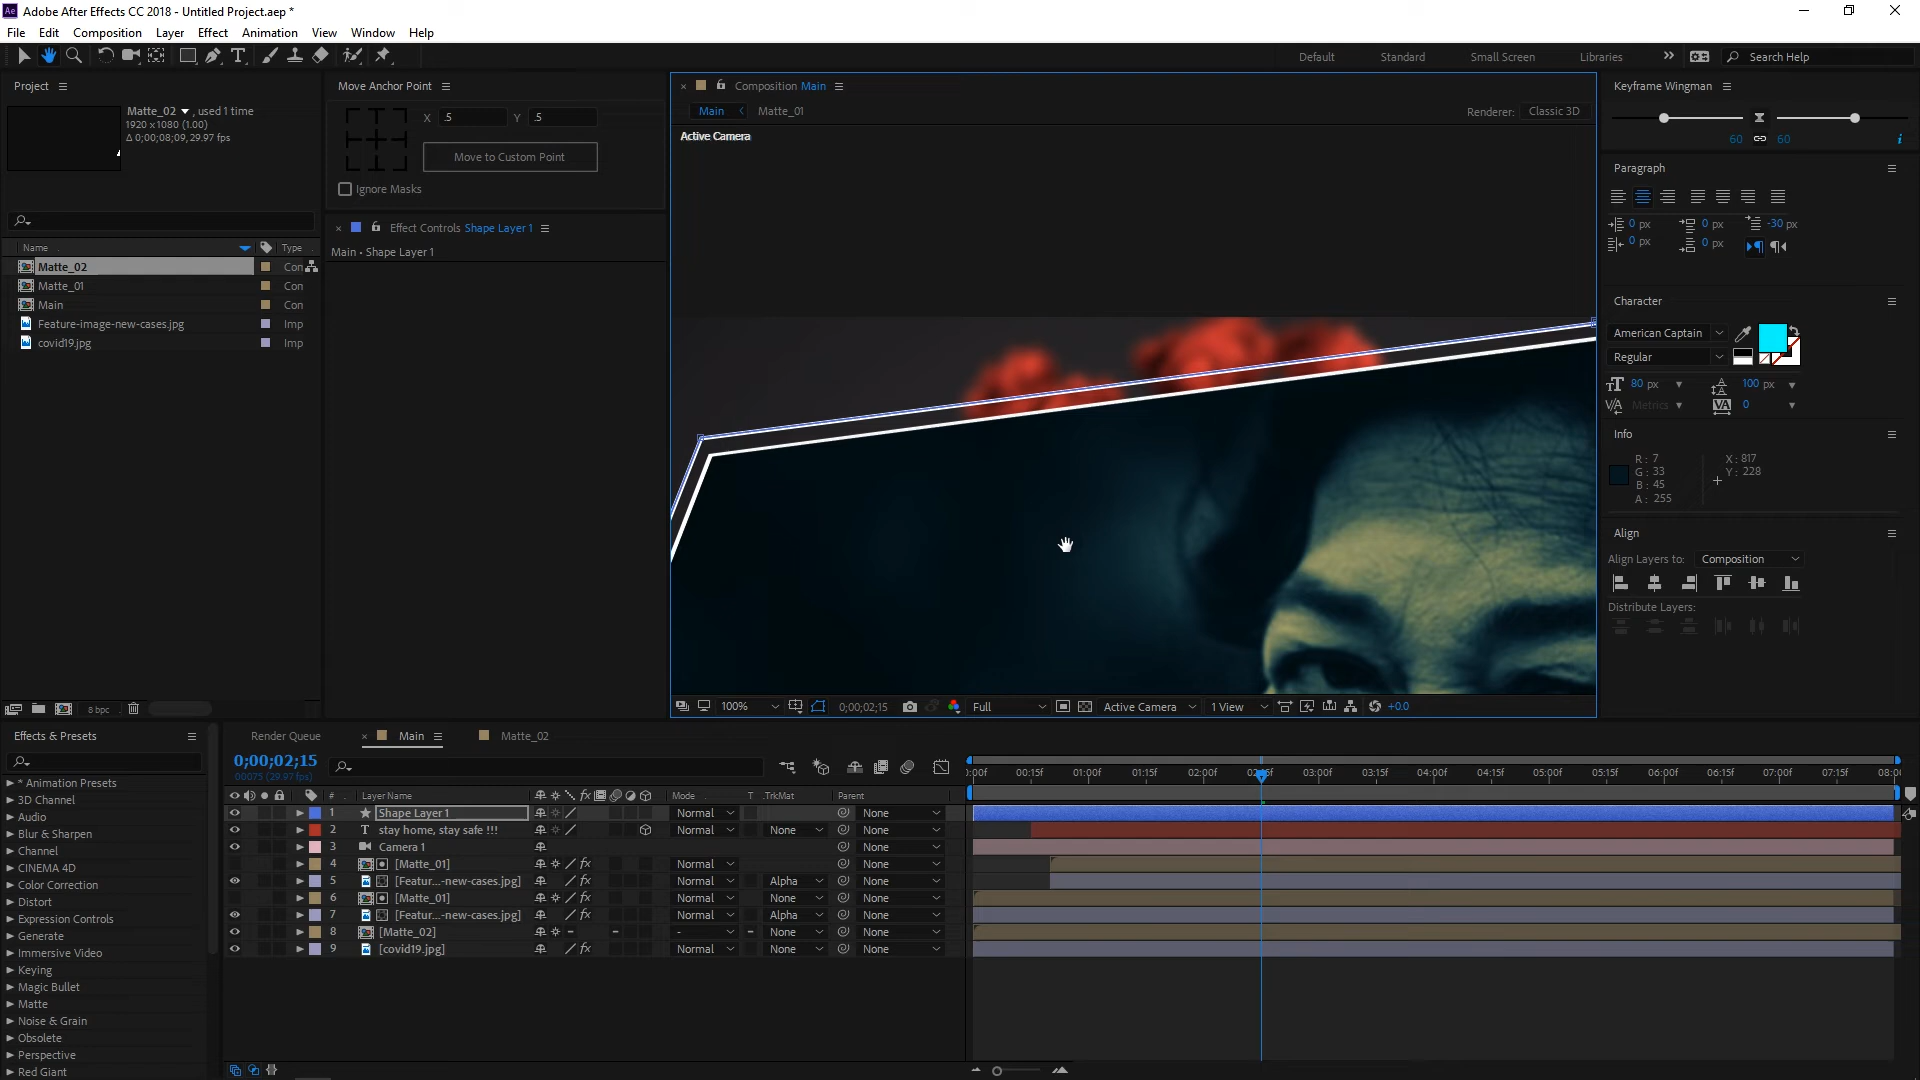 Adobe After Effects CC 2018 - Untitled Project.aep *
File Edit Composition Layer Effect Animation View Window Help
Default Standard Small Screen Libraries Search Help
Project
Matte_02 , used 1 time
1920 x1080 (1.00)
Δ 0;00;08;09, 29.97 fps
Name Type
Matte_02 Con
Matte_01 Con
Main Con
Feature-image-new-cases.jpg Imp
covid19.jpg Imp
8 bpc
Move Anchor Point
X .5 Y .5
Move to Custom Point
Ignore Masks
Effect Controls Shape Layer 1
Main • Shape Layer 1
Composition Main
Main Matte_01
Renderer: Classic 3D
Active Camera
100% 0;00;02;15 Full Active Camera 1 View +0.0
Keyframe Wingman
60 60
Paragraph
0 px 0 px -30 px
0 px 0 px
Character
American Captain
Regular
80 px 100 px
Metrics 0
Info
R: 7
G: 33
B: 45
A: 255
X: 817
Y: 228
Align
Align Layers to: Composition
Distribute Layers:
Effects & Presets
* Animation Presets
3D Channel
Audio
Blur & Sharpen
Channel
CINEMA 4D
Color Correction
Distort
Expression Controls
Generate
Immersive Video
Keying
Magic Bullet
Matte
Noise & Grain
Obsolete
Perspective
Red Giant
Render Queue Main Matte_02
0;00;02;15
00075 (29.97 fps)
:00f 00:15f 01:00f 01:15f 02:00f 02:15f 03:00f 03:15f 04:00f 04:15f 05:00f 05:15f 06:00f 06:15f 07:00f 07:15f 08:00
# Layer Name Mode T .TrkMat Parent
1 Shape Layer 1 Normal None
2 T stay home, stay safe !!! Normal None None
3 Camera 1 None
4 [Matte_01] Normal None
5 [Featur...-new-cases.jpg] Normal Alpha None
6 [Matte_01] Normal None None
7 [Featur...-new-cases.jpg] Normal Alpha None
8 [Matte_02] - None None
9 [covid19.jpg] Normal None None